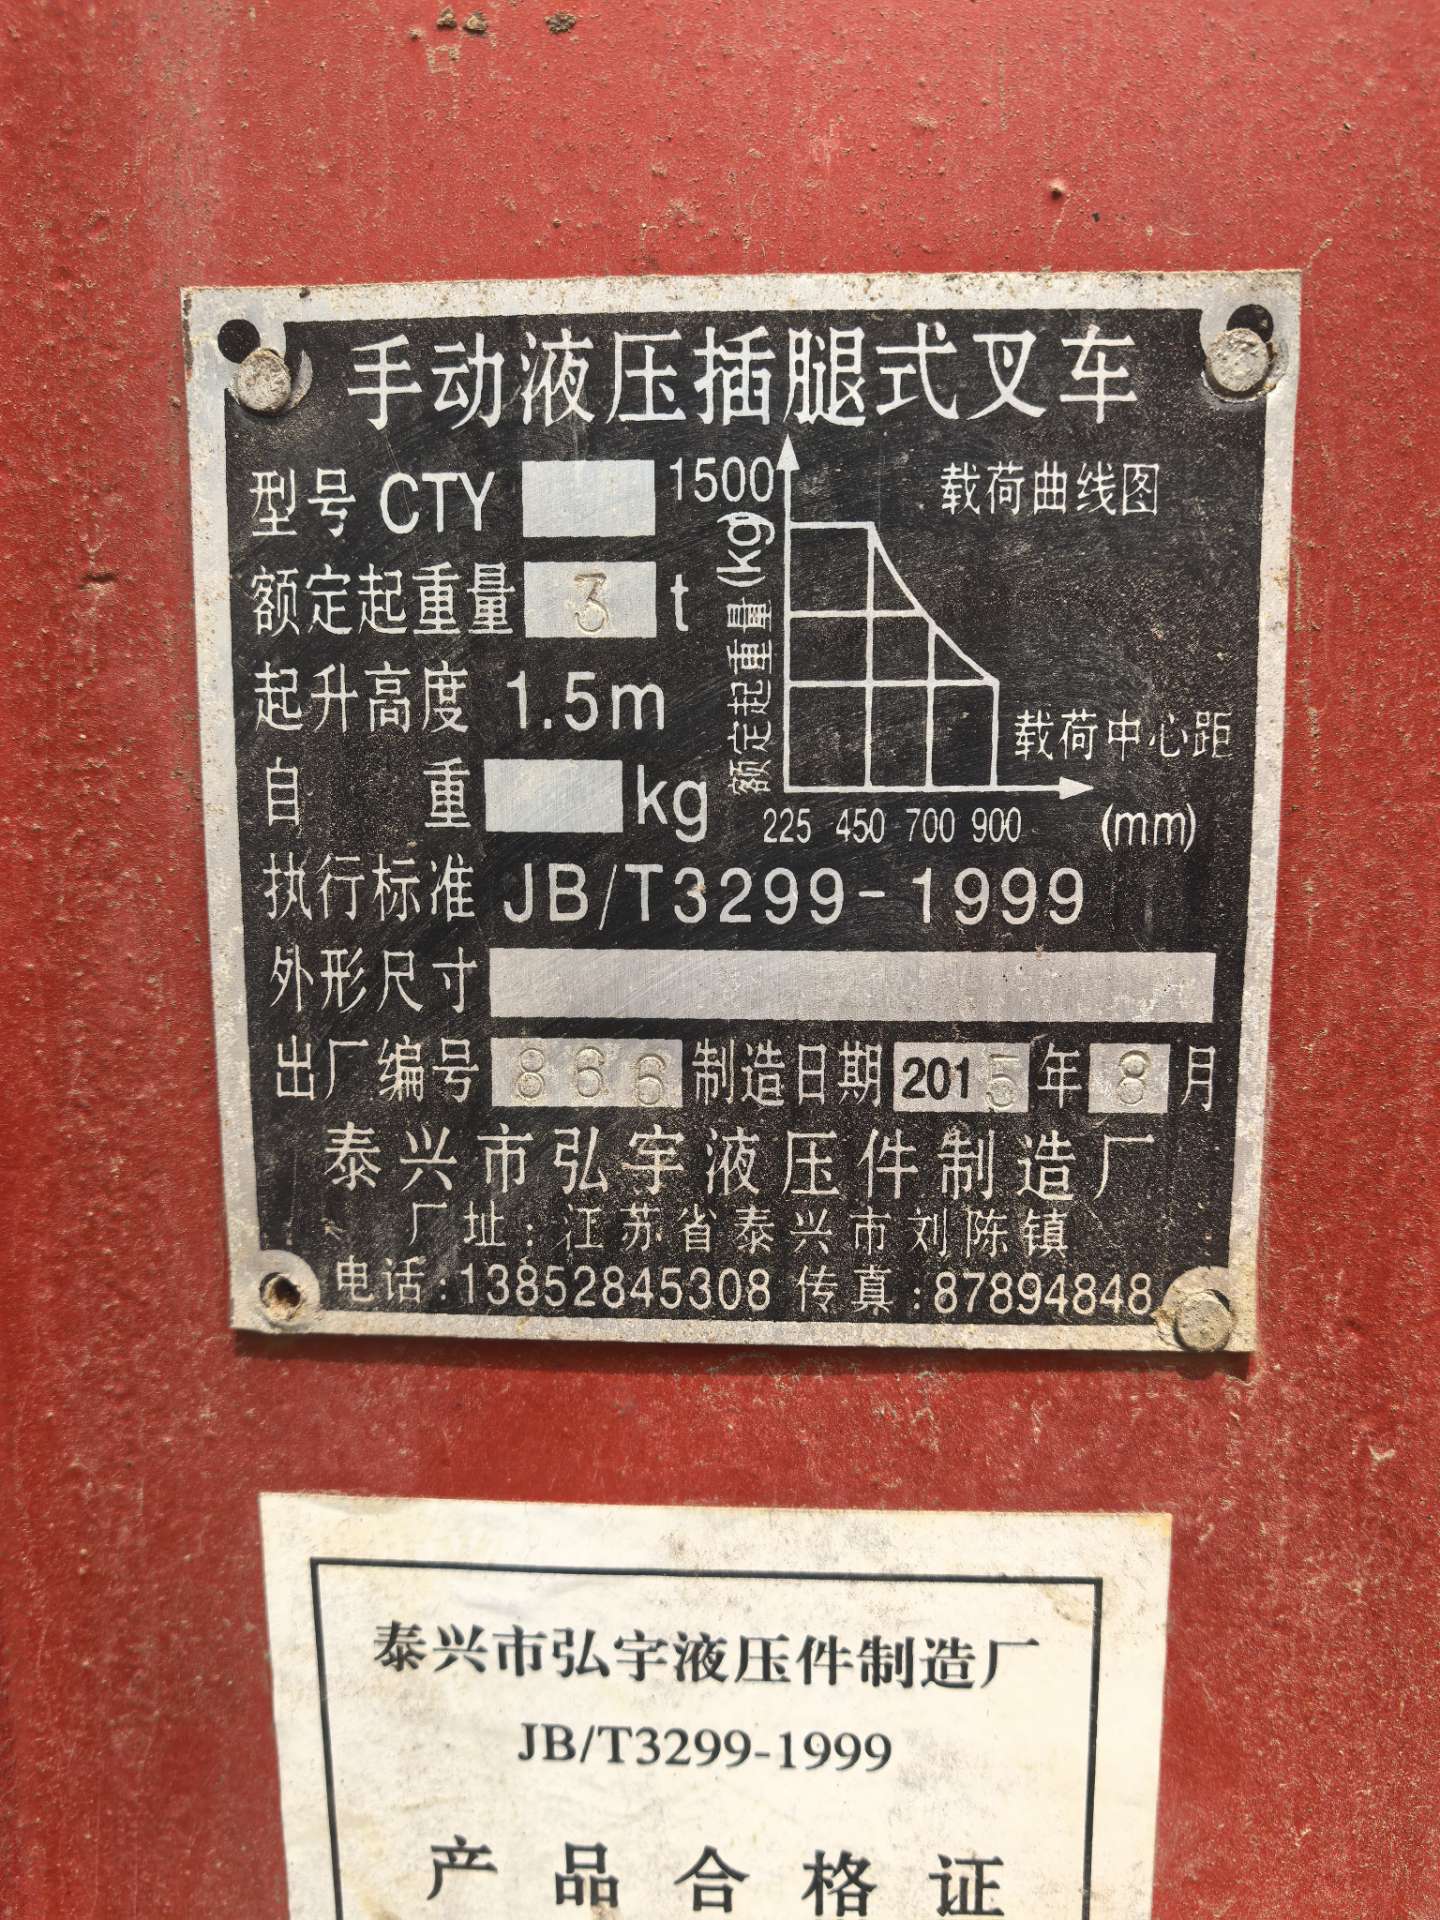 手动液压插腿式叉车
型号 CTY
额定起重量 3 t
起升高度 1.5m
自重 kg
1500
额定起重量(kg)
载荷曲线图
载荷中心距
225 450 700 900 (mm)
执行标准 JB/T3299-1999
外形尺寸
出厂编号 866 制造日期 2015 年 8 月
泰兴市弘宇液压件制造厂
厂址:江苏省泰兴市刘陈镇
电话:13852845308 传真:87894848
泰兴市弘宇液压件制造厂
JB/T3299-1999
产品合格证